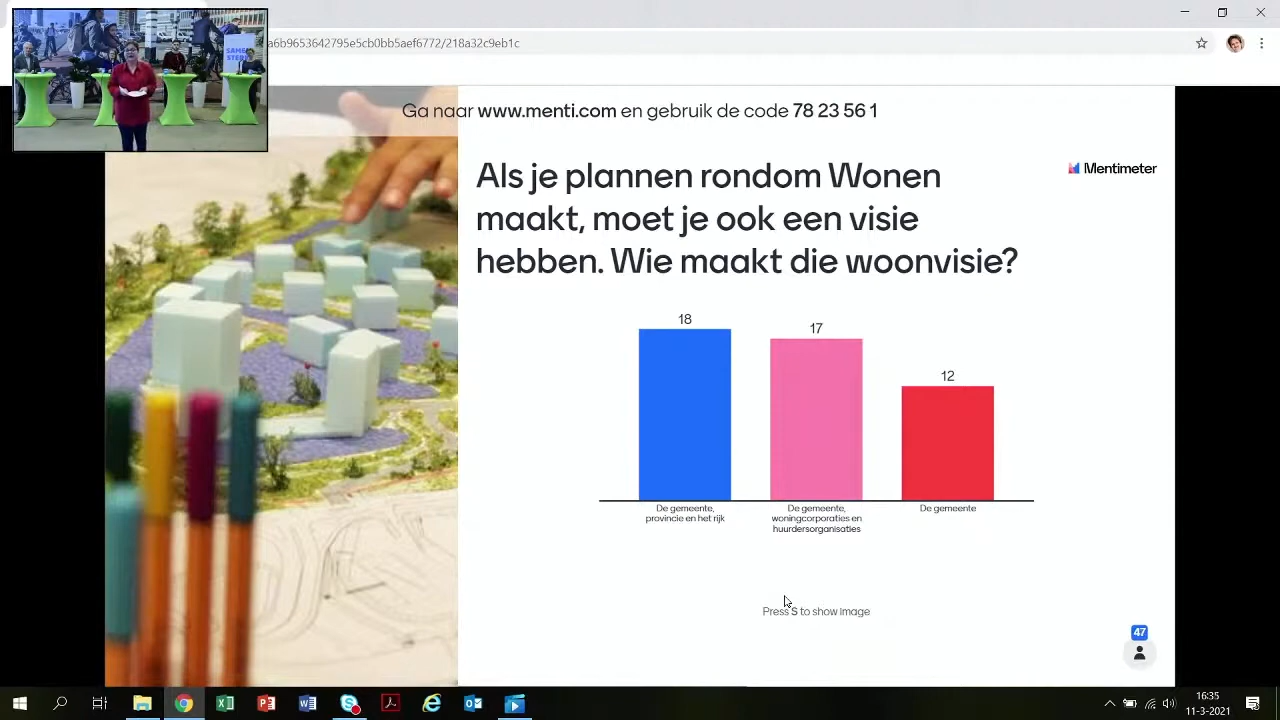 a6b9653642795e5cb0bb5aef6772/218a32c9eb1c
SAMEN
STERK
Ga naar www.menti.com en gebruik de code 78 23 56 1
Als je plannen rondom Wonen
maakt, moet je ook een visie
hebben. Wie maakt die woonvisie?
Mentimeter
18
17
12
De gemeente,
provincie en het rijk
De gemeente,
woningcorporaties en
huurdersorganisaties
De gemeente
Press S to show image
47
16:35
11-3-2021